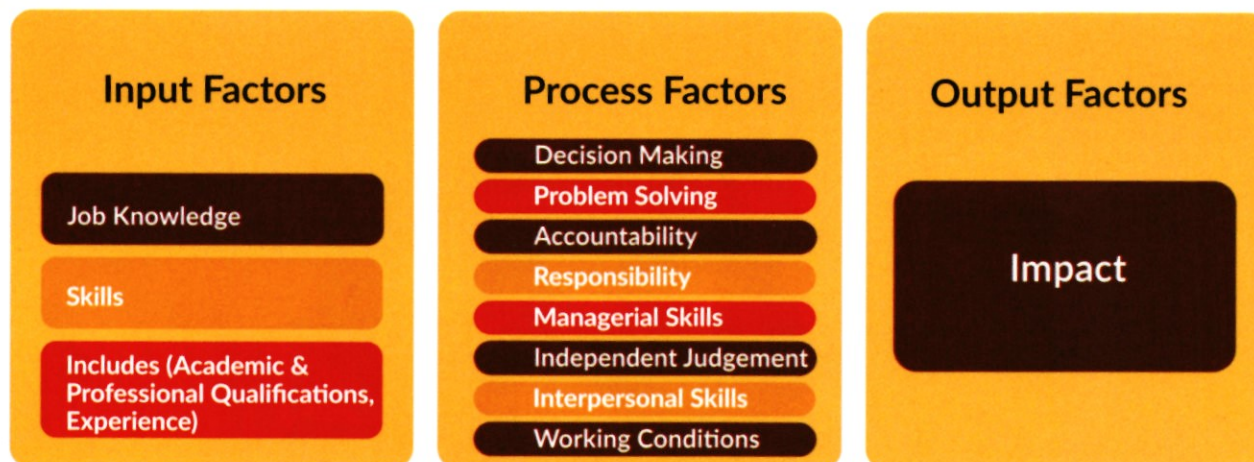 Input Factors
Job Knowledge
Skills
Includes (Academic &
Professional Qualifications,
Experience)
Process Factors
Decision Making
Problem Solving
Accountability
Responsibility
Managerial Skills
Independent Judgement
Interpersonal Skills
Working Conditions
Output Factors
Impact